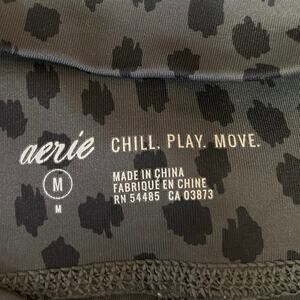 aerie CHILL. PLAY. MOVE.
M
M
MADE IN CHINA
FABRIQUÉ EN CHINE
RN 54485 CA 03873